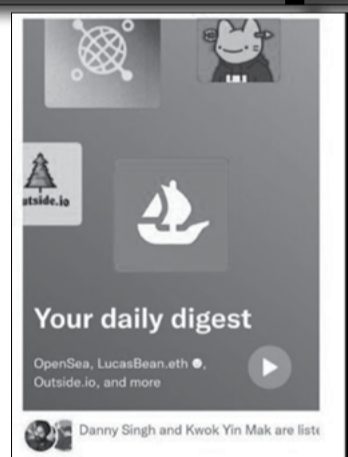 utside.io
Your daily digest
OpenSea, LucasBean.eth,
Outside.io, and more
Danny Singh and Kwok Yin Mak are liste